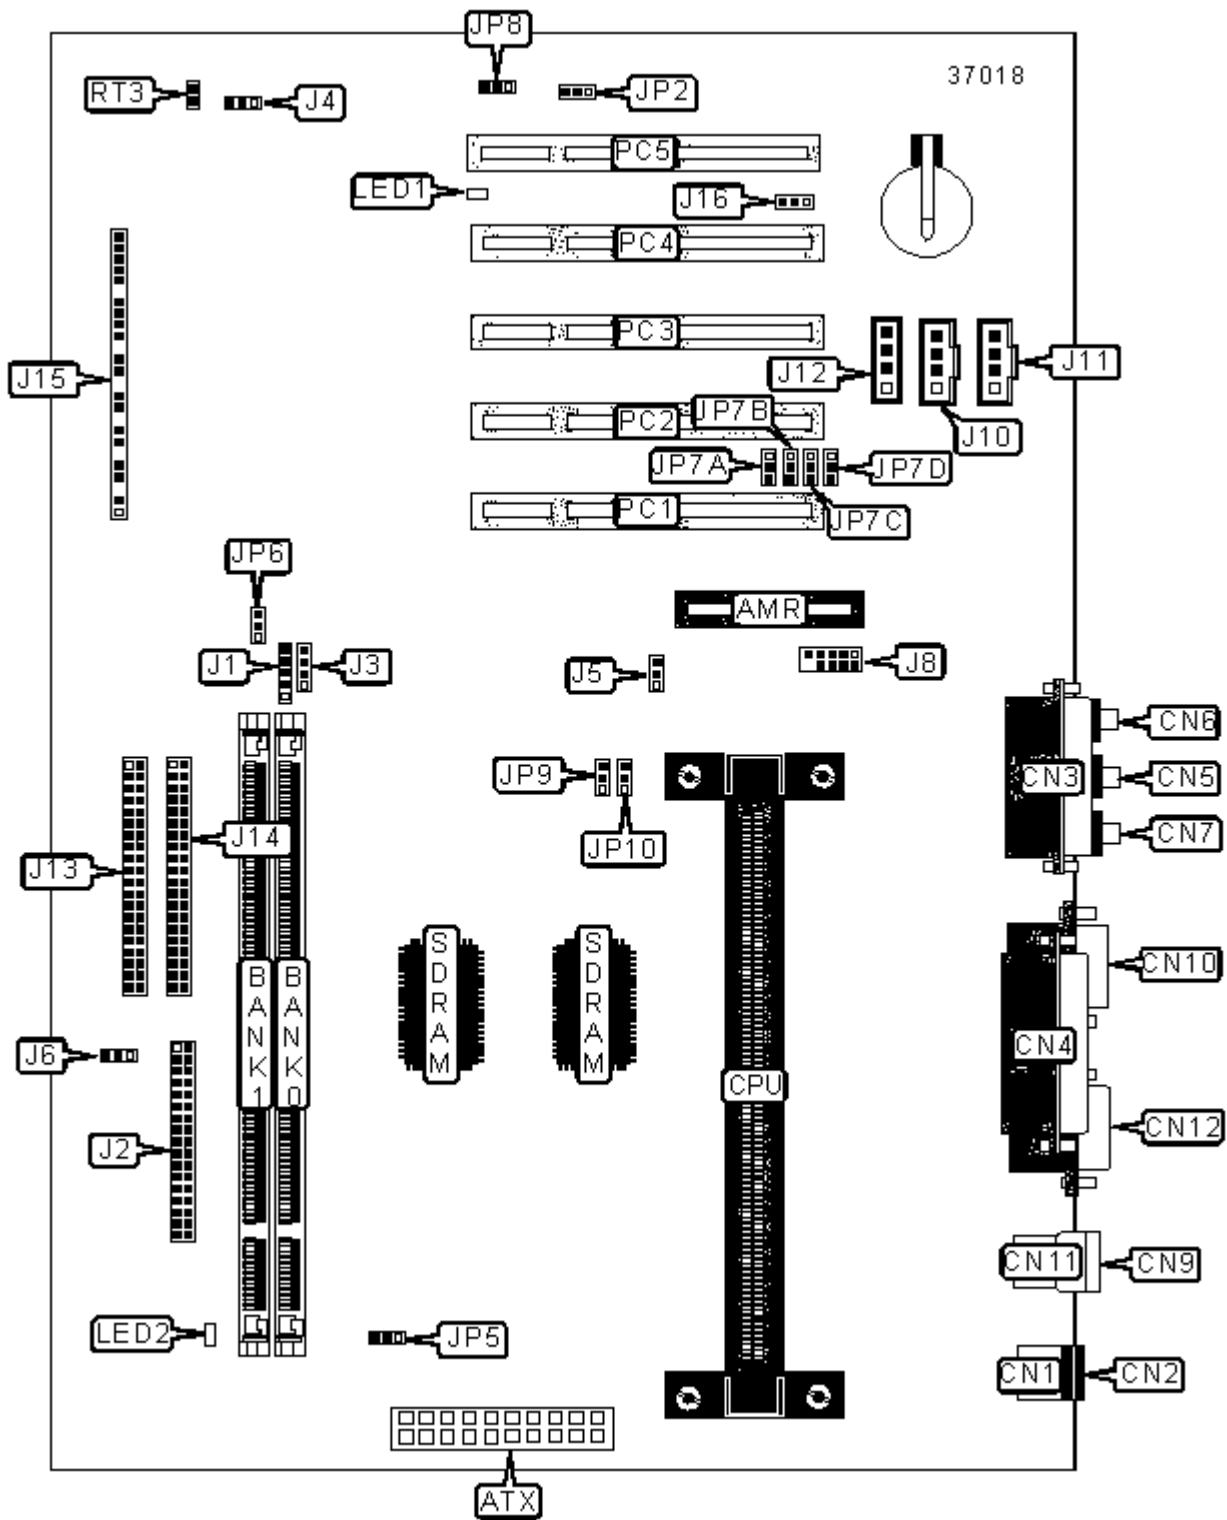 JP8
37018
RT3
J4
JP2
PC5
LED1
J16
PC4
PC3
J12
J11
J15
JP7B
PC2
J10
JP7A
JP7D
PC1
JP7C
JP6
AMR
J1
J3
J5
J8
CN6
JP9
CN3
CN5
J14
JP10
CN7
J13
SDRAM
SDRAM
CN10
BANK1
BANK0
J6
CN4
CPU
J2
CN12
CN11
CN9
LED2
JP5
CN1
CN2
ATX